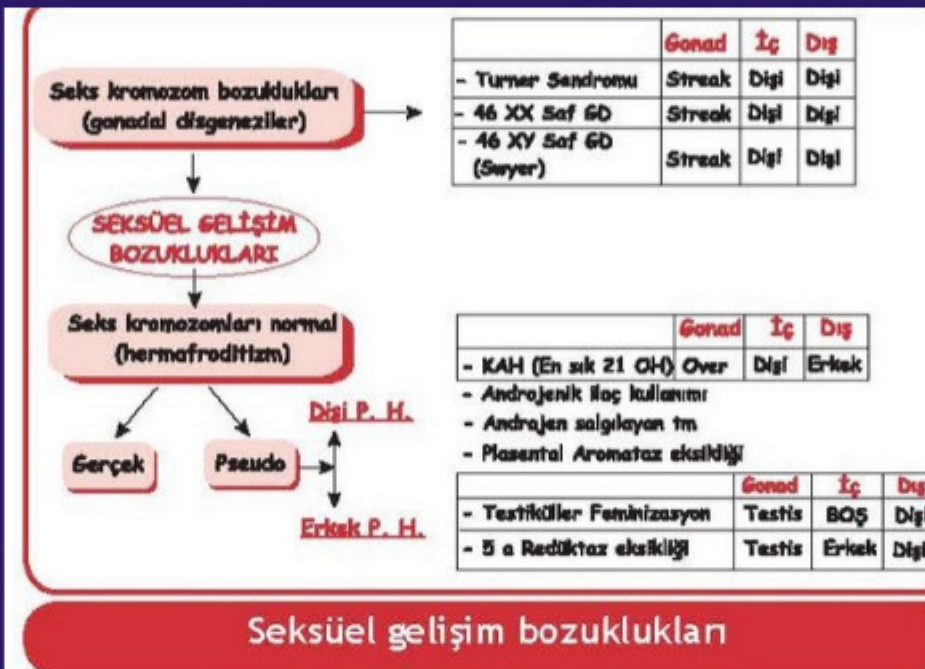 Gonad İç Dış
- Turner Sendromu Streak Dişi Dişi
- 46 XX Saf GD Streak Dişi Dişi
- 46 XY Saf GD
(Swyer) Streak Dişi Dişi
Seks kromozom bozuklukları
(gonadal disgeneziler)
SEKSÜEL GELİŞİM
BOZUKLUKLARI
Seks kromozomları normal
(hermafroditizm)
Gerçek
Pseudo
Dişi P. H.
Erkek P. H.
Gonad İç Dış
- KAH (En sık 21 OH) Over Dişi Erkek
- Androjenik ilaç kullanımı
- Androjen salgılayan tm
- Plasental Aromataz eksikliği
Gonad İç Dış
- Testiküler Feminizasyon Testis BOŞ Dişi
- 5 a Redüktaz eksikliği Testis Erkek Dişi
Seksüel gelişim bozuklukları